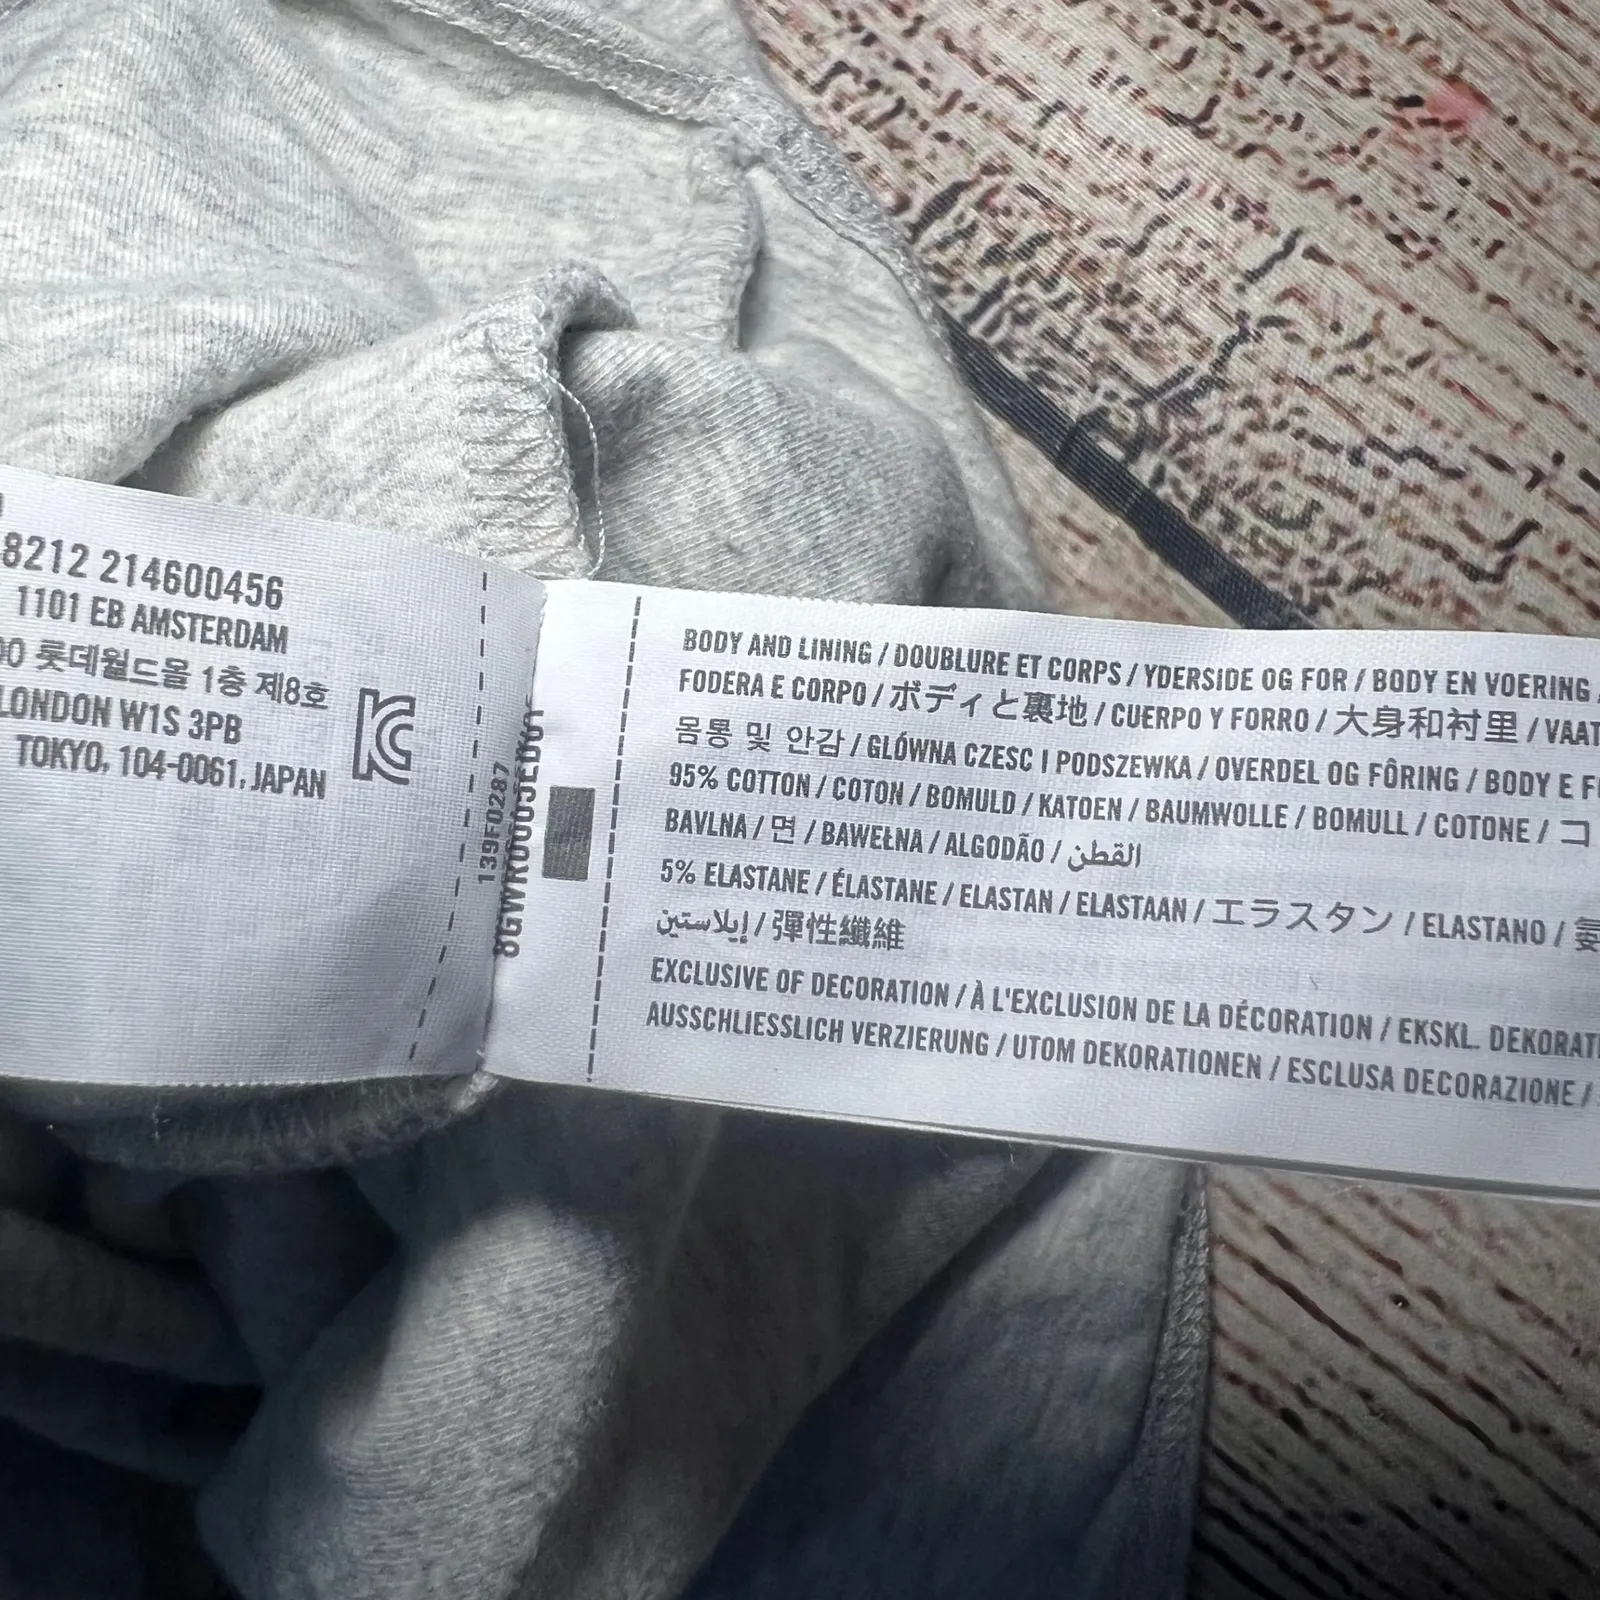 8212 214600456
1101 EB AMSTERDAM
00 롯데월드몰 1층 제8호
LONDON W1S 3PB
TOKYO, 104-0061, JAPAN
139F0287
BODY AND LINING / DOUBLURE ET CORPS / YDERSIDE OG FOR / BODY EN VOERING
FODERA E CORPO / ボディと裏地 / CUERPO Y FORRO / 大身和衬里 / VAAT
몸통 및 안감 / GLÓWNA CZESC I PODSZEWKA / OVERDEL OG FÔRING / BODY E F
95% COTTON / COTON / BOMULD / KATOEN / BAUMWOLLE / BOMULL / COTONE / コ
BAVLNA / 면 / BAWEŁNA / ALGODÃO / القطن
5% ELASTANE / ÉLASTANE / ELASTAN / ELASTAAN / エラスタン / ELASTANO / 氨
إيلاستين / 彈性纖維
EXCLUSIVE OF DECORATION / À L'EXCLUSION DE LA DÉCORATION / EKSKL. DEKORATI
AUSSCHLIESSLICH VERZIERUNG / UTOM DEKORATIONEN / ESCLUSA DECORAZIONE /